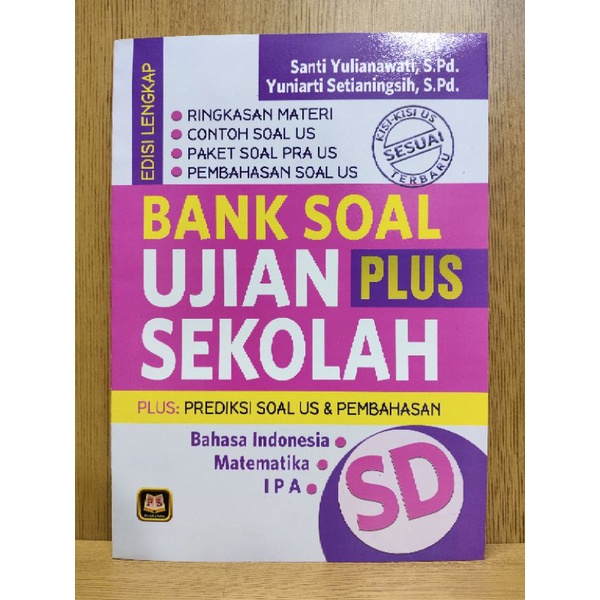 Santi Yulianawati, S.Pd.
Yuniarti Setianingsih, S.Pd.
EDISI LENGKAP
RINGKASAN MATERI
CONTOH SOAL US
PAKET SOAL PRA US
PEMBAHASAN SOAL US
KISI-KISI US
SESUAI
TERBARU
BANK SOAL
UJIAN PLUS
SEKOLAH
PLUS: PREDIKSI SOAL US & PEMBAHASAN
Bahasa Indonesia
Matematika
IPA
SD